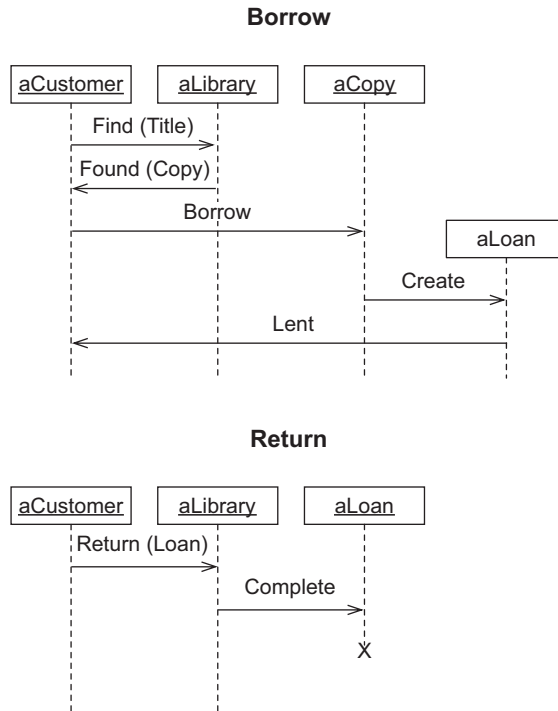 Borrow
aCustomer aLibrary aCopy
Find (Title)
Found (Copy)
Borrow
aLoan
Create
Lent
Return
aCustomer aLibrary aLoan
Return (Loan)
Complete
X